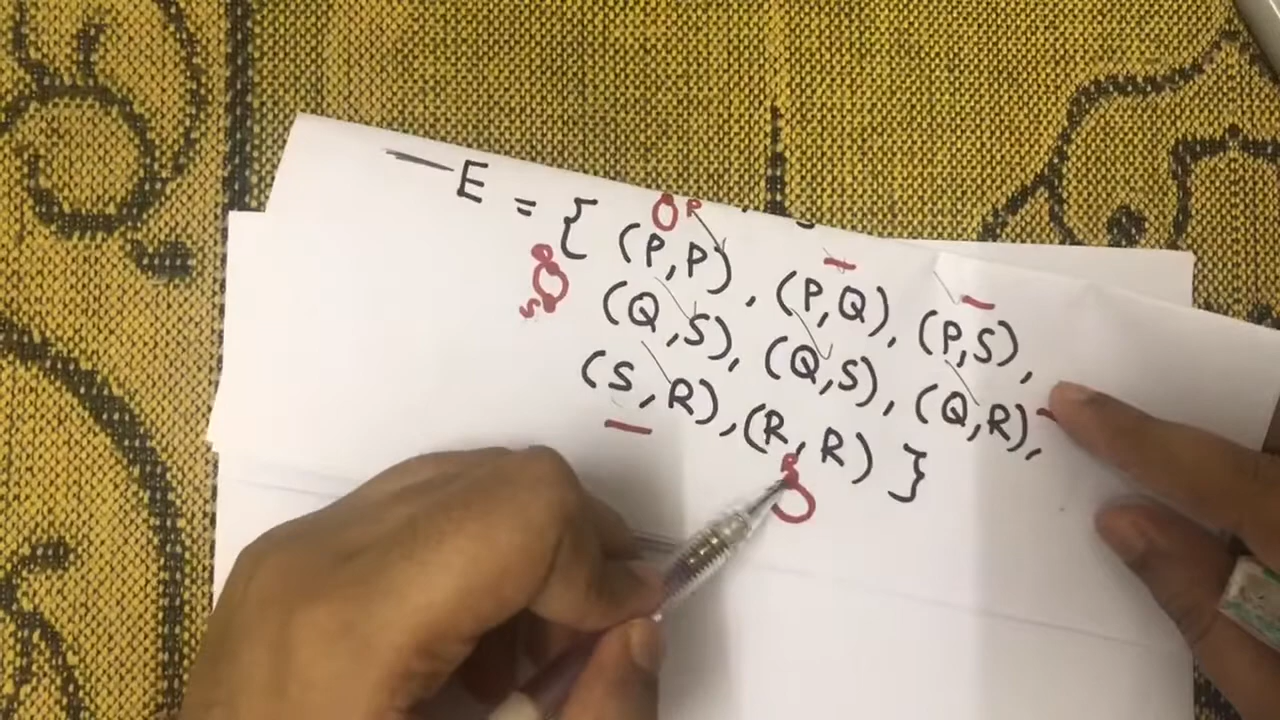 E = { (P,P), (P,Q), (P,S),
(Q,S), (Q,S), (Q,R),
(S,R), (R,R) }